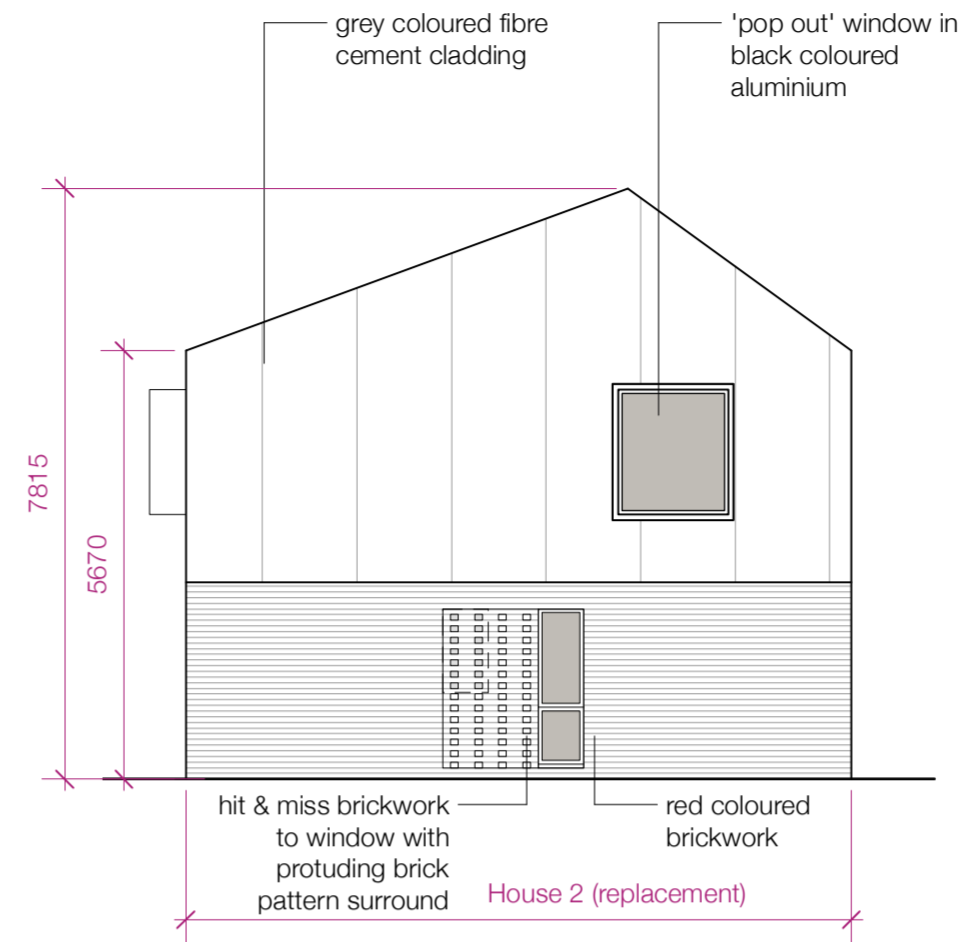 grey coloured fibre
cement cladding
'pop out' window in
black coloured
aluminium
7815
5670
hit & miss brickwork
to window with
protuding brick
pattern surround
red coloured
brickwork
House 2 (replacement)